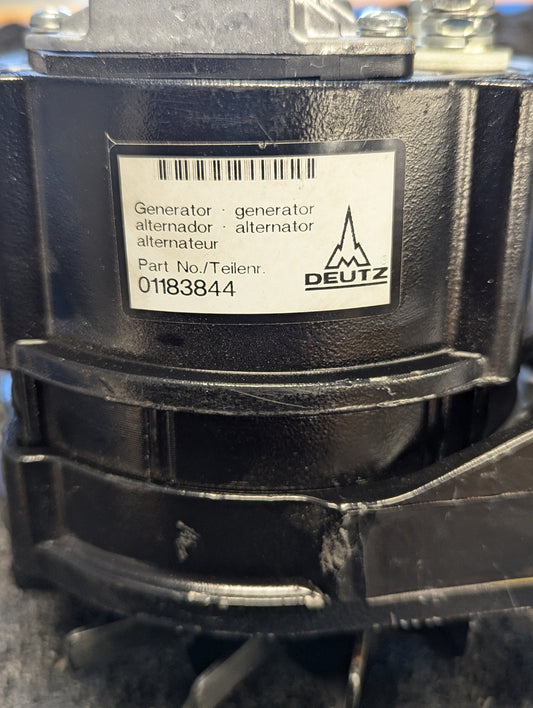 Generator · generator
alternador · alternator
alternateur
Part No./Teilenr.
01183844
DEUTZ